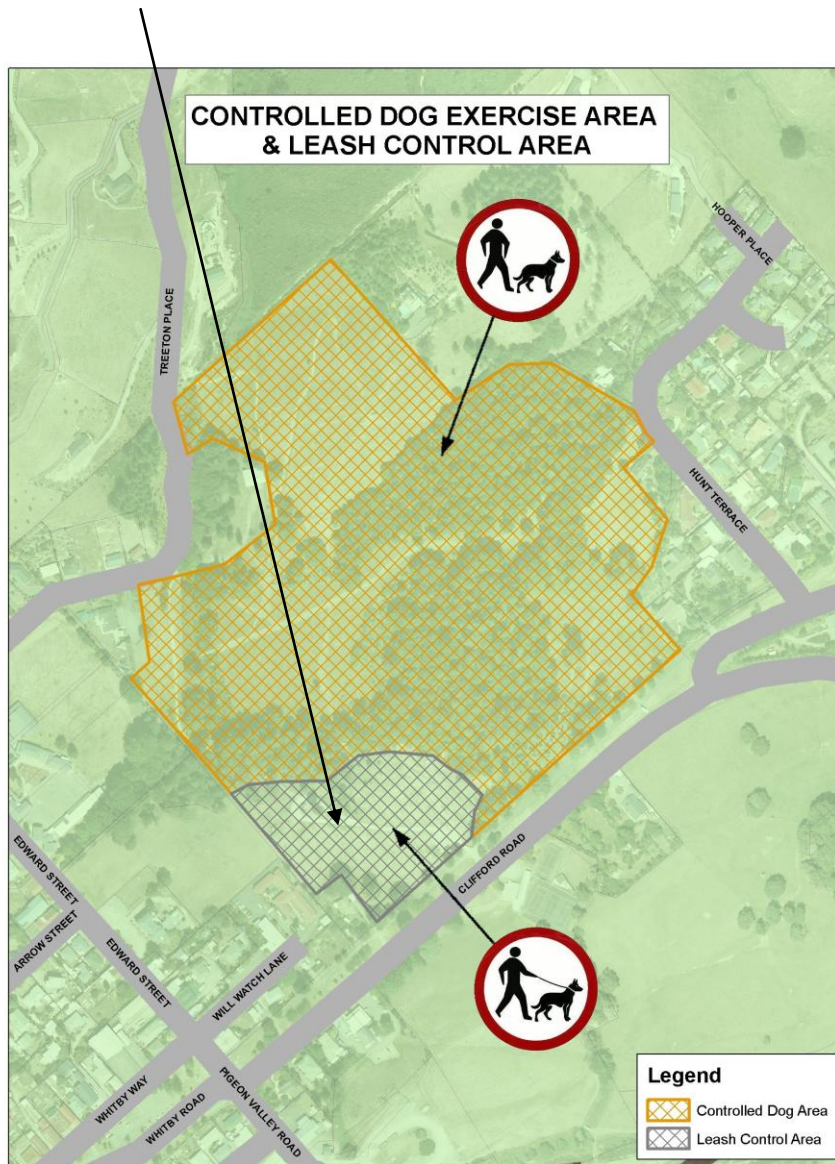 CONTROLLED DOG EXERCISE AREA
& LEASH CONTROL AREA
HOOPER PLACE
TREETON PLACE
HUNT TERRACE
CLIFFORD ROAD
EDWARD STREET
ARROW STREET
EDWARD STREET
WILL WATCH LANE
WHITBY WAY
WHITBY ROAD
PIGEON VALLEY ROAD
Legend
Controlled Dog Area
Leash Control Area